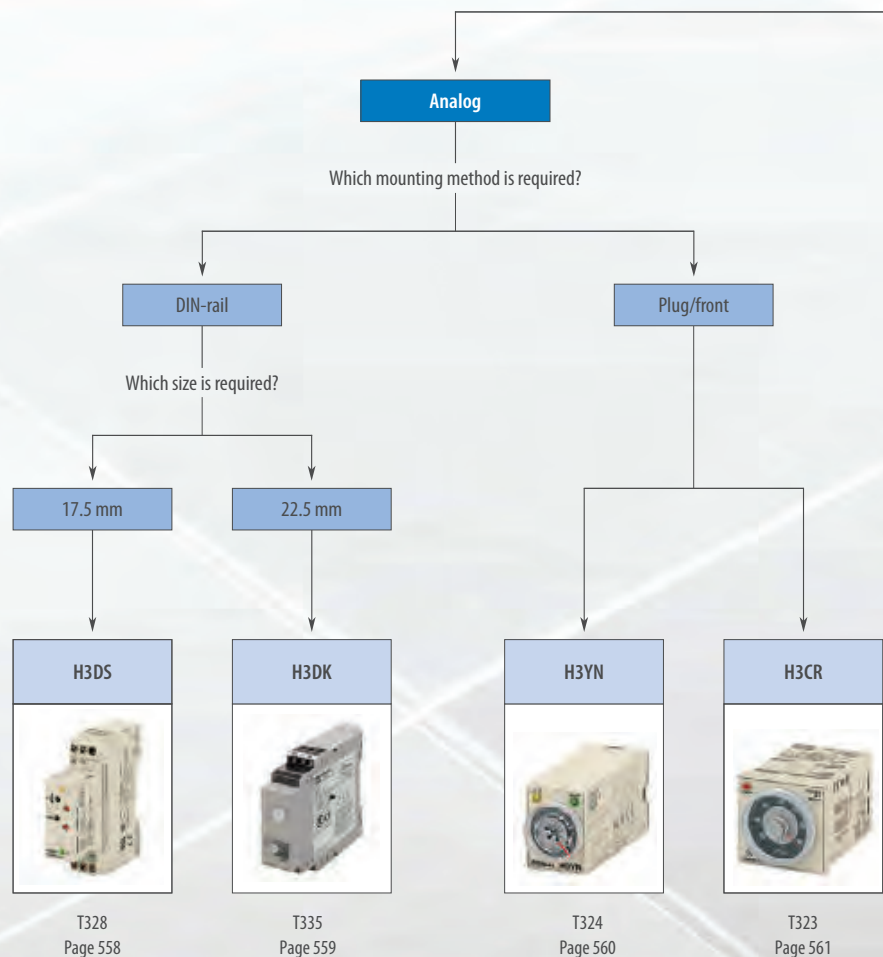 Analog
Which mounting method is required?
DIN-rail
Plug/front
Which size is required?
17.5 mm
22.5 mm
H3DS
H3DK
H3YN
H3CR
T328
Page 558
T335
Page 559
T324
Page 560
T323
Page 561